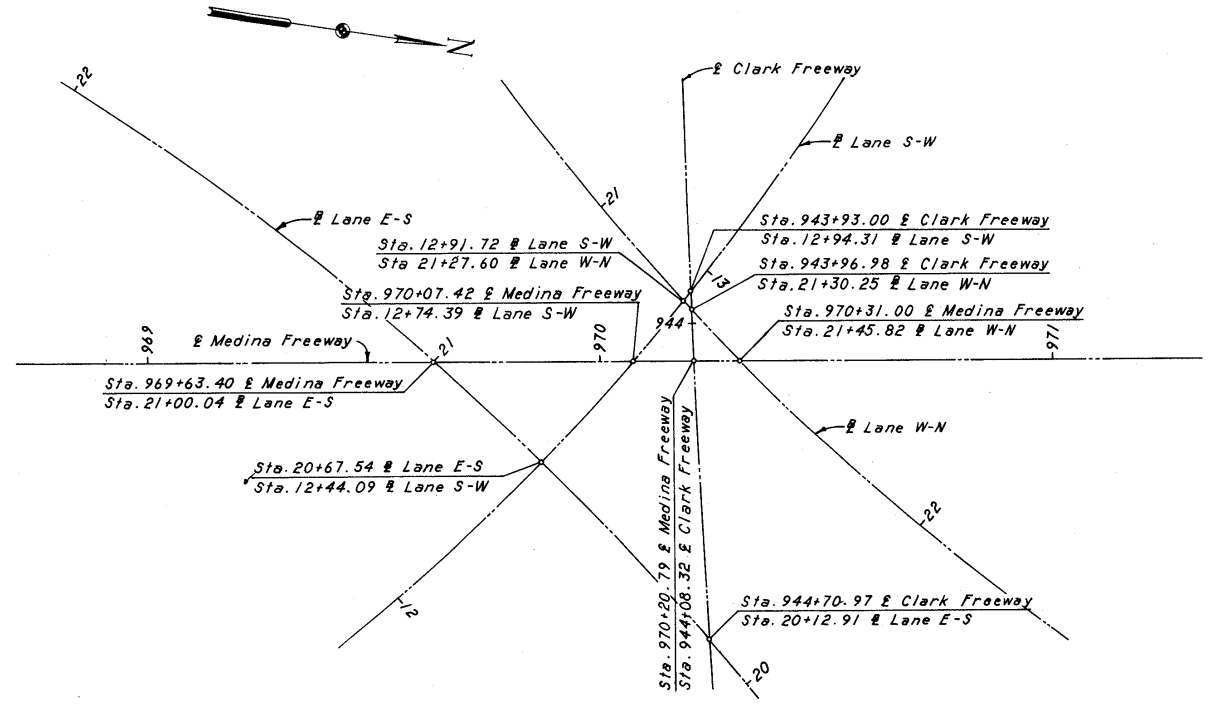 N
22
℄ Clark Freeway
℄ Lane S-W
21
℄ Lane E-S
Sta. 943+93.00 ℄ Clark Freeway
Sta. 12+94.31 ℄ Lane S-W
Sta. 12+91.72 ℄ Lane S-W
Sta 21+27.60 ℄ Lane W-N
Sta. 943+96.98 ℄ Clark Freeway
Sta. 21+30.25 ℄ Lane W-N
13
Sta. 970+07.42 ℄ Medina Freeway
Sta. 12+74.39 ℄ Lane S-W
Sta. 970+31.00 ℄ Medina Freeway
Sta. 21+45.82 ℄ Lane W-N
944
969
℄ Medina Freeway
21
970
971
Sta. 969+63.40 ℄ Medina Freeway
Sta. 21+00.04 ℄ Lane E-S
℄ Lane W-N
Sta. 20+67.54 ℄ Lane E-S
Sta. 12+44.09 ℄ Lane S-W
22
Sta. 970+20.79 ℄ Medina Freeway
Sta. 944+08.32 ℄ Clark Freeway
12
Sta. 944+70.97 ℄ Clark Freeway
Sta. 20+12.91 ℄ Lane E-S
20